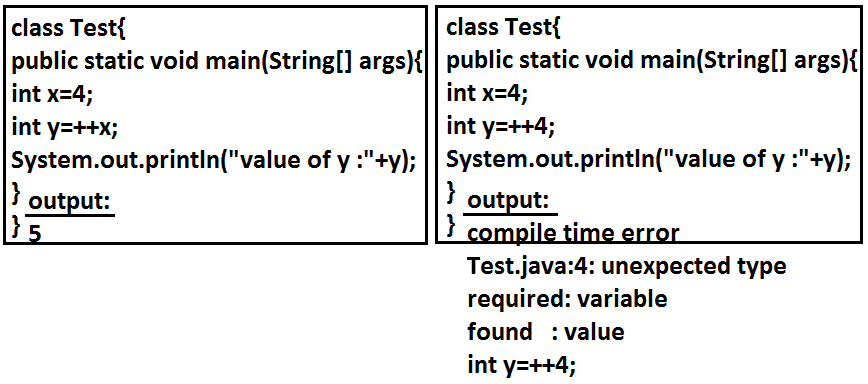 class Test{
public static void main(String[] args){
int x=4;
int y=++x;
System.out.println("value of y :"+y);
}
output:
} 5
class Test{
public static void main(String[] args){
int x=4;
int y=++4;
System.out.println("value of y :"+y);
}
output:
}
compile time error
Test.java:4: unexpected type
required: variable
found : value
int y=++4;